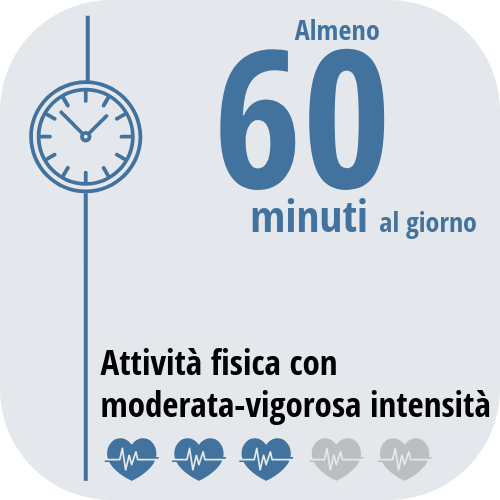 Almeno
60
minuti al giorno
Attività fisica con
moderata-vigorosa intensità